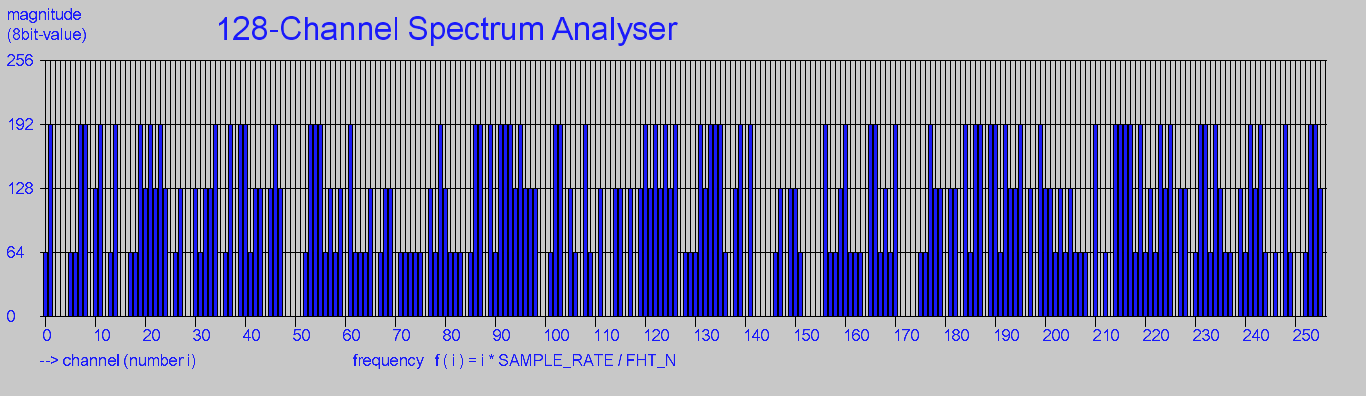 magnitude
(8bit-value)
128-Channel Spectrum Analyser
256
192
128
64
0
0 10 20 30 40 50 60 70 80 90 100 110 120 130 140 150 160 170 180 190 200 210 220 230 240 250
--> channel (number i) frequency f ( i ) = i * SAMPLE_RATE / FHT_N